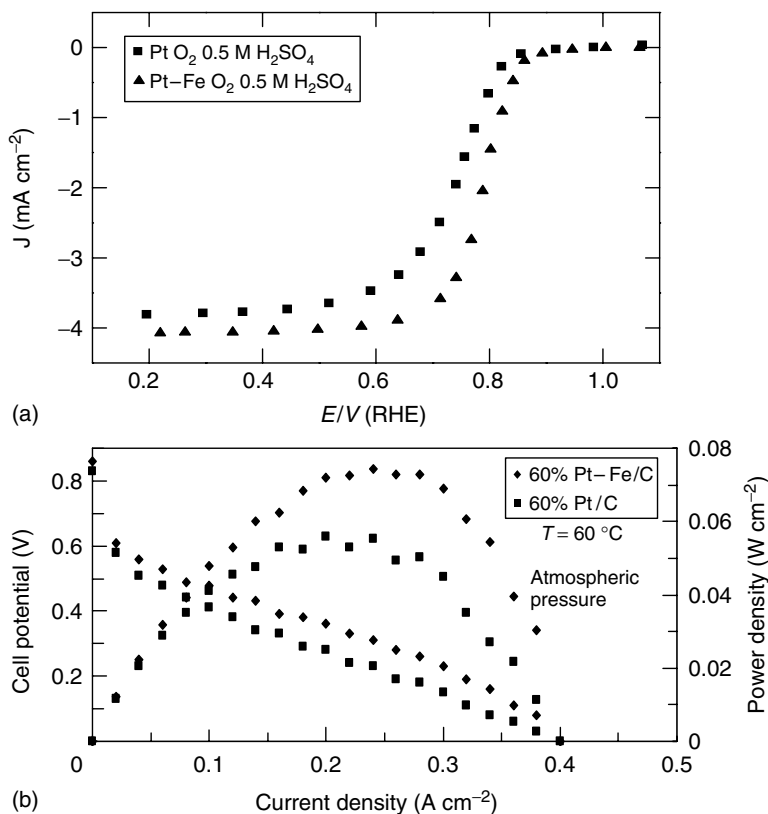 Pt O₂ 0.5 M H₂SO₄
Pt–Fe O₂ 0.5 M H₂SO₄
0
−1
−2
−3
−4
J (mA cm⁻²)
0.2 0.4 0.6 0.8 1.0
E/V (RHE)
(a)
60% Pt–Fe/C
60% Pt/C
T = 60 °C
Atmospheric
pressure
0.8
0.6
0.4
0.2
Cell potential (V)
0.08
0.06
0.04
0.02
0
Power density (W cm⁻²)
0 0.1 0.2 0.3 0.4 0.5
Current density (A cm⁻²)
(b)